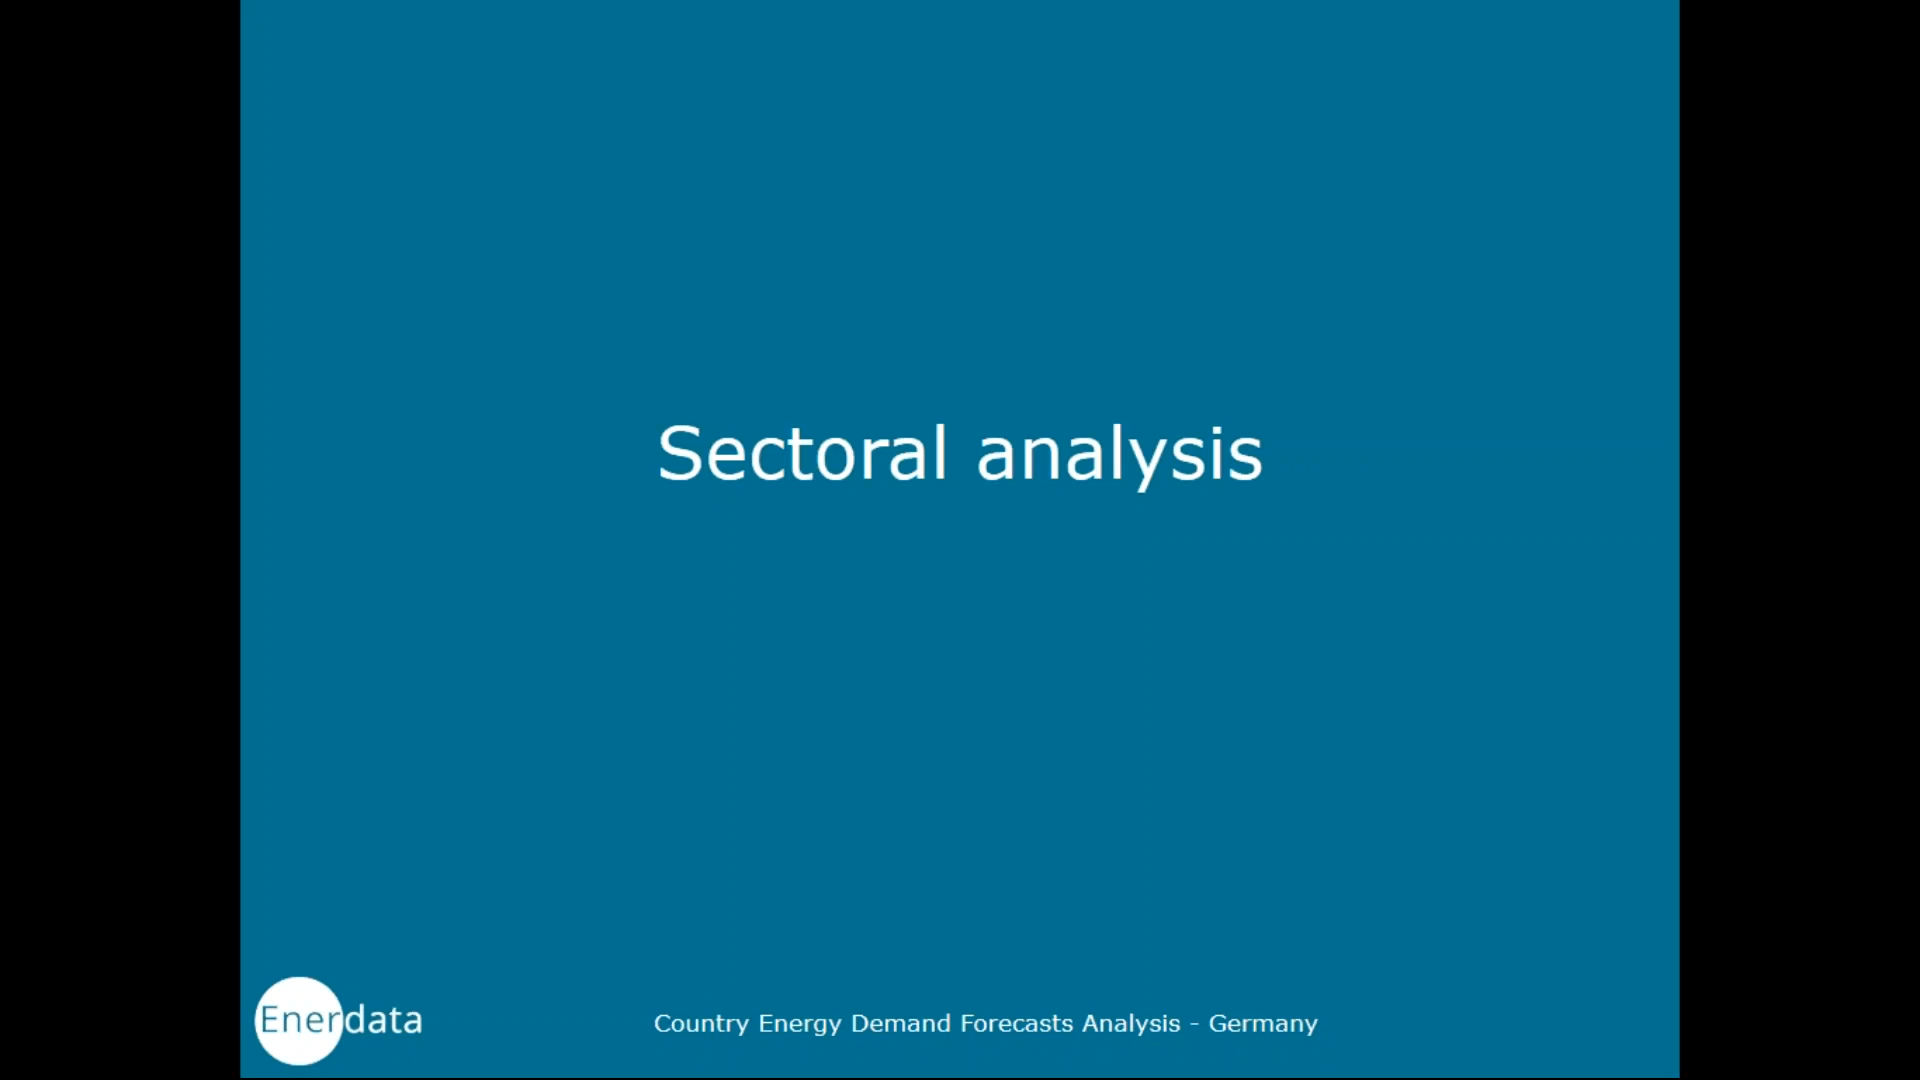 Sectoral analysis
Enerdata
Country Energy Demand Forecasts Analysis - Germany